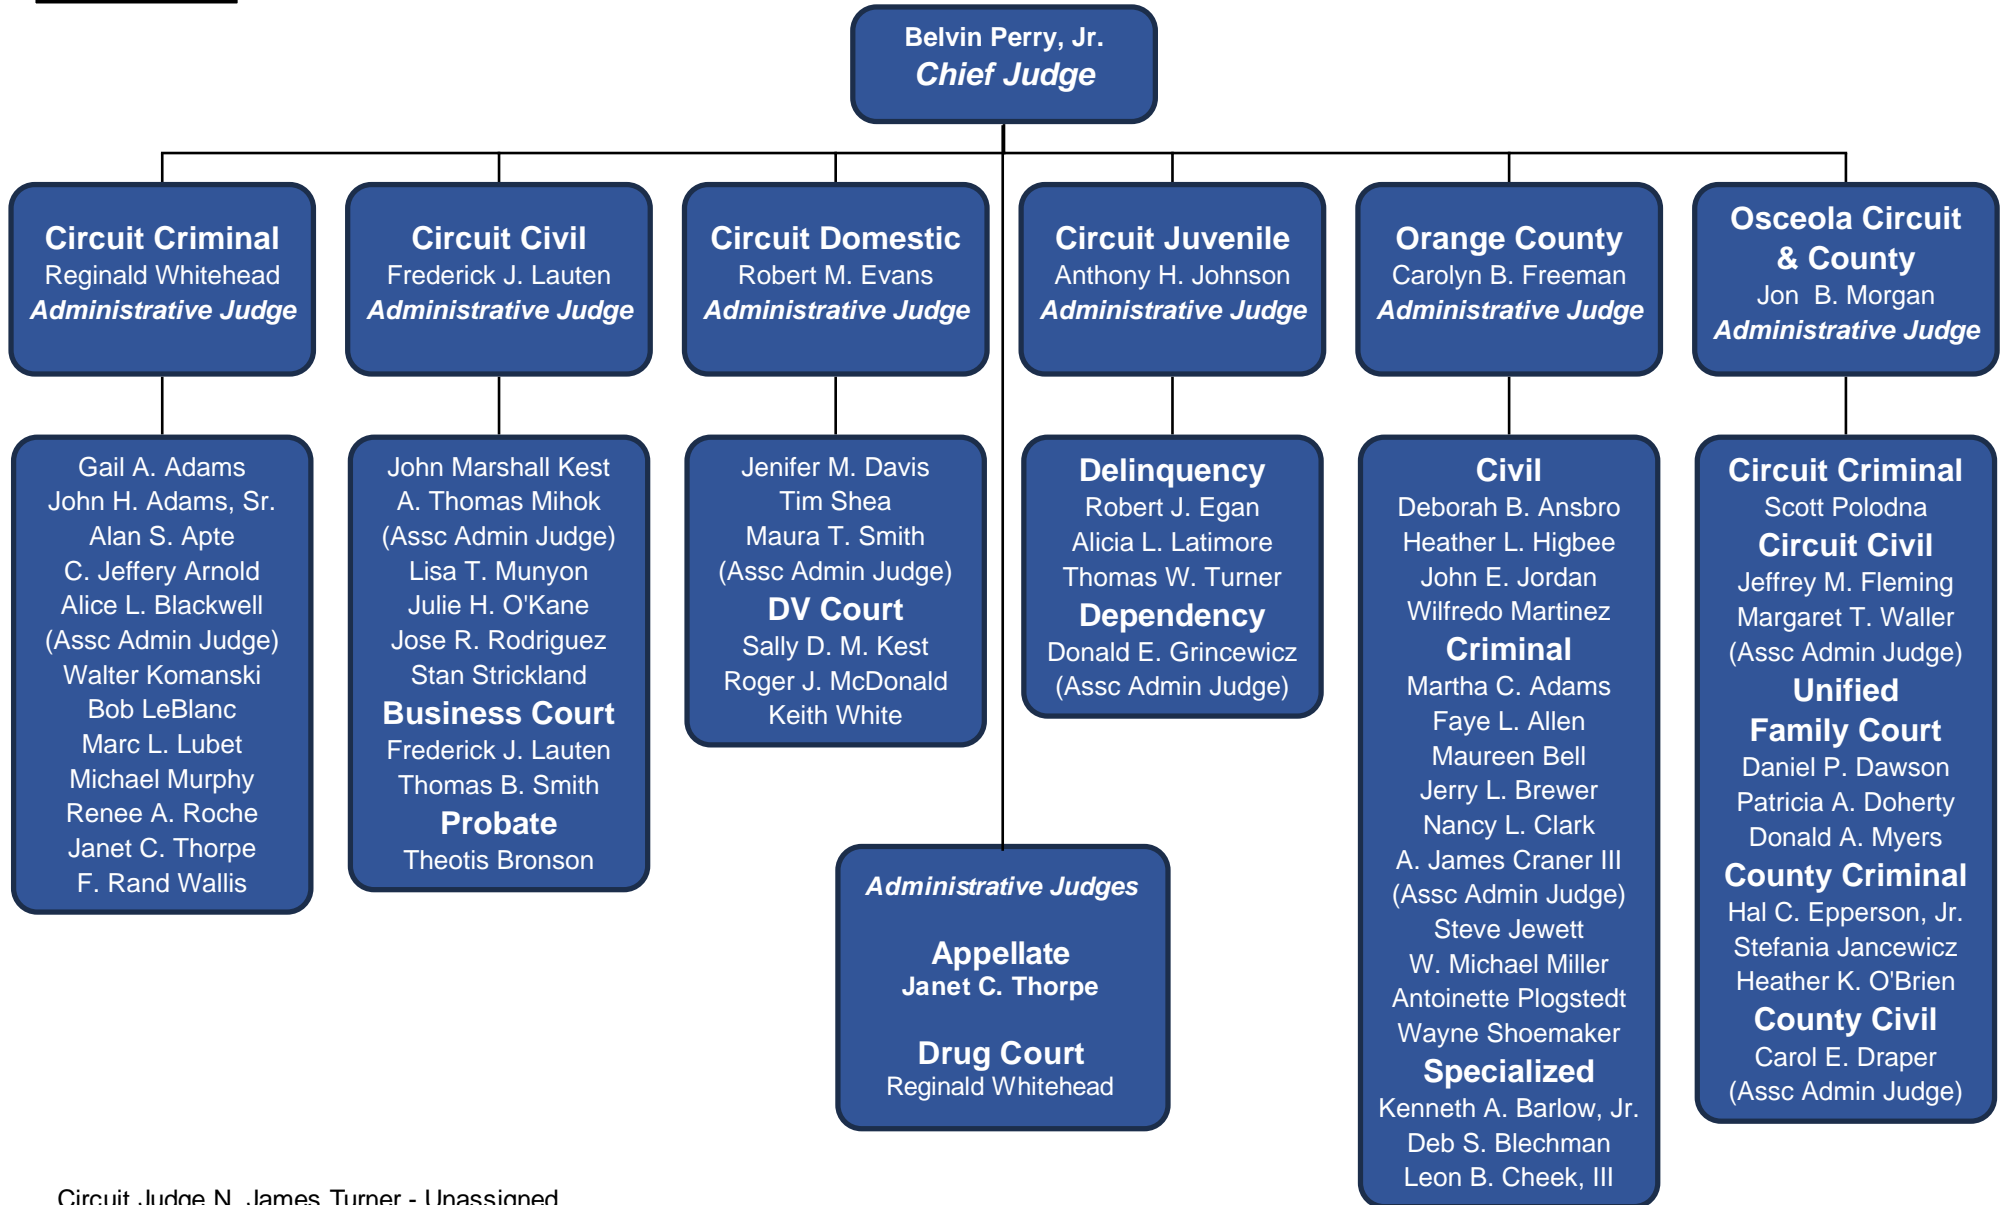 Belvin Perry, Jr.
Chief Judge
Circuit Criminal
Reginald Whitehead
Administrative Judge
Circuit Civil
Frederick J. Lauten
Administrative Judge
Circuit Domestic
Robert M. Evans
Administrative Judge
Circuit Juvenile
Anthony H. Johnson
Administrative Judge
Orange County
Carolyn B. Freeman
Administrative Judge
Osceola Circuit
& County
Jon B. Morgan
Administrative Judge
Gail A. Adams
John H. Adams, Sr.
Alan S. Apte
C. Jeffery Arnold
Alice L. Blackwell
(Assc Admin Judge)
Walter Komanski
Bob LeBlanc
Marc L. Lubet
Michael Murphy
Renee A. Roche
Janet C. Thorpe
F. Rand Wallis
John Marshall Kest
A. Thomas Mihok
(Assc Admin Judge)
Lisa T. Munyon
Julie H. O'Kane
Jose R. Rodriguez
Stan Strickland
Business Court
Frederick J. Lauten
Thomas B. Smith
Probate
Theotis Bronson
Jenifer M. Davis
Tim Shea
Maura T. Smith
(Assc Admin Judge)
DV Court
Sally D. M. Kest
Roger J. McDonald
Keith White
Delinquency
Robert J. Egan
Alicia L. Latimore
Thomas W. Turner
Dependency
Donald E. Grincewicz
(Assc Admin Judge)
Civil
Deborah B. Ansbro
Heather L. Higbee
John E. Jordan
Wilfredo Martinez
Criminal
Martha C. Adams
Faye L. Allen
Maureen Bell
Jerry L. Brewer
Nancy L. Clark
A. James Craner III
(Assc Admin Judge)
Steve Jewett
W. Michael Miller
Antoinette Plogstedt
Wayne Shoemaker
Specialized
Kenneth A. Barlow, Jr.
Deb S. Blechman
Leon B. Cheek, III
Circuit Criminal
Scott Polodna
Circuit Civil
Jeffrey M. Fleming
Margaret T. Waller
(Assc Admin Judge)
Unified
Family Court
Daniel P. Dawson
Patricia A. Doherty
Donald A. Myers
County Criminal
Hal C. Epperson, Jr.
Stefania Jancewicz
Heather K. O'Brien
County Civil
Carol E. Draper
(Assc Admin Judge)
Administrative Judges
Appellate
Janet C. Thorpe
Drug Court
Reginald Whitehead
Circuit Judge N. James Turner - Unassigned